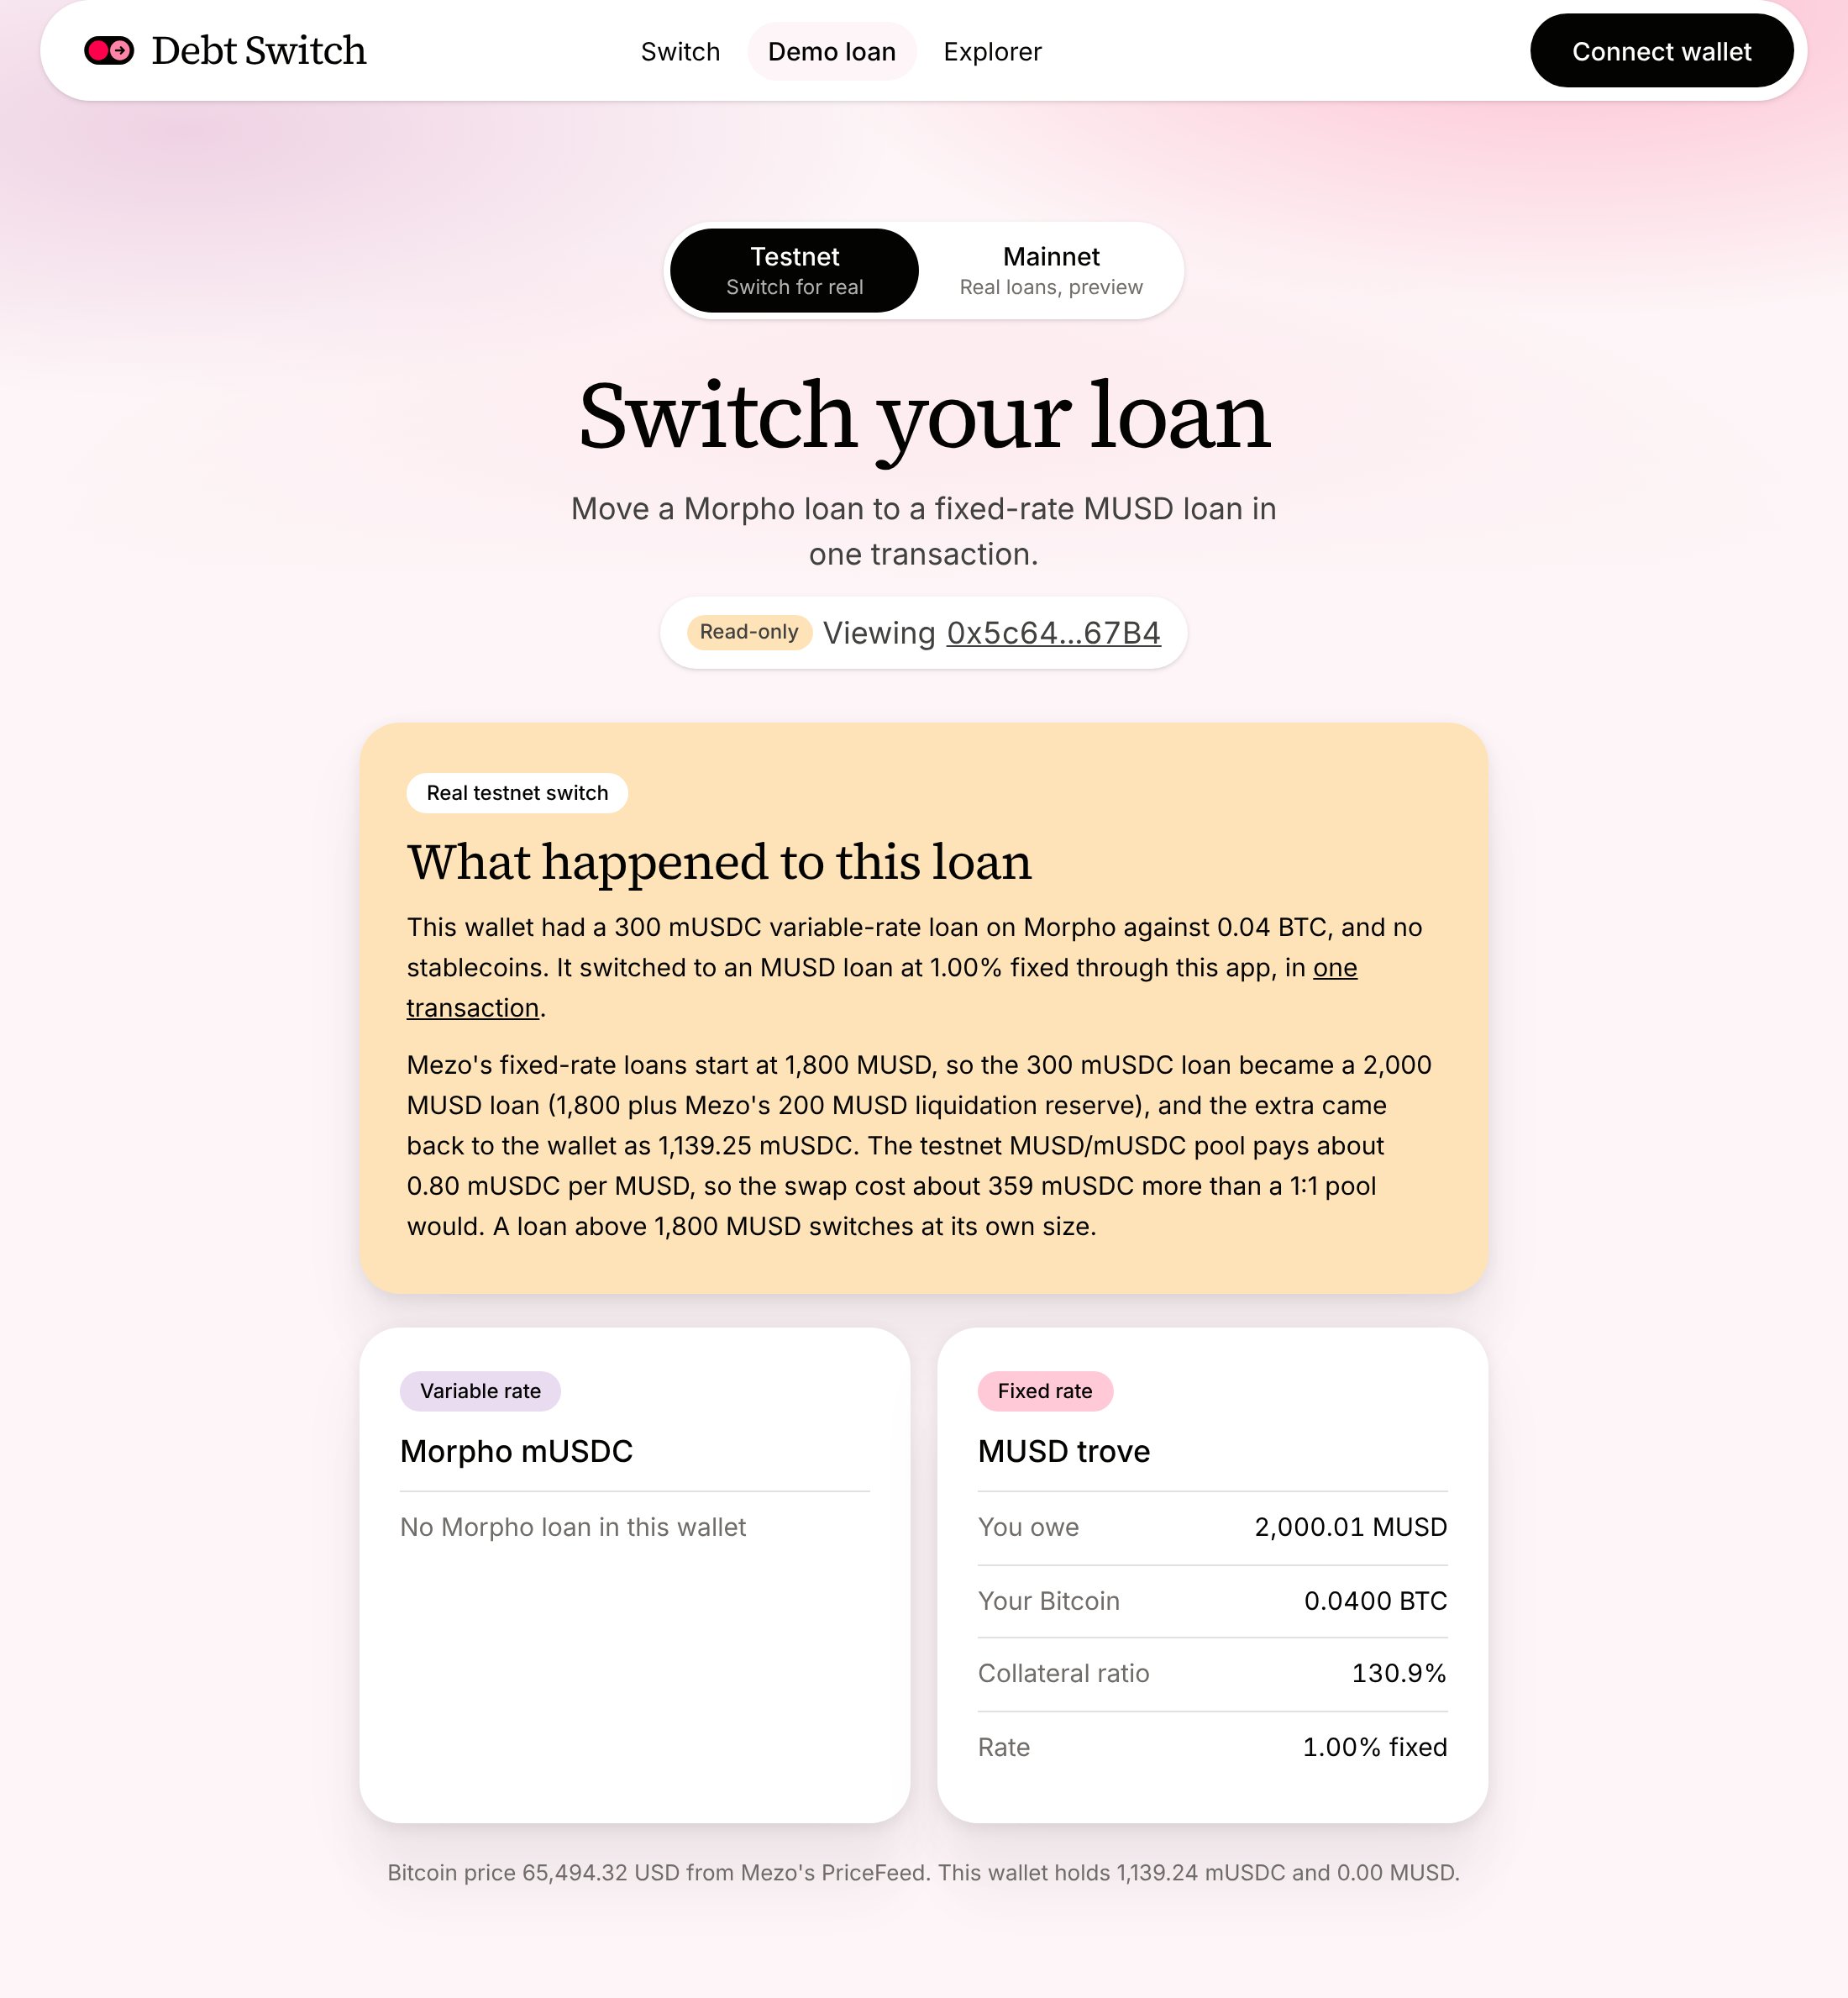 Debt Switch
Switch
Demo loan
Explorer
Connect wallet
Testnet
Switch for real
Mainnet
Real loans, preview
Switch your loan
Move a Morpho loan to a fixed-rate MUSD loan in
one transaction.
Read-only Viewing 0x5c64...67B4
Real testnet switch
What happened to this loan
This wallet had a 300 mUSDC variable-rate loan on Morpho against 0.04 BTC, and no
stablecoins. It switched to an MUSD loan at 1.00% fixed through this app, in one
transaction.
Mezo's fixed-rate loans start at 1,800 MUSD, so the 300 mUSDC loan became a 2,000
MUSD loan (1,800 plus Mezo's 200 MUSD liquidation reserve), and the extra came
back to the wallet as 1,139.25 mUSDC. The testnet MUSD/mUSDC pool pays about
0.80 mUSDC per MUSD, so the swap cost about 359 mUSDC more than a 1:1 pool
would. A loan above 1,800 MUSD switches at its own size.
Variable rate
Morpho mUSDC
No Morpho loan in this wallet
Fixed rate
MUSD trove
You owe 2,000.01 MUSD
Your Bitcoin 0.0400 BTC
Collateral ratio 130.9%
Rate 1.00% fixed
Bitcoin price 65,494.32 USD from Mezo's PriceFeed. This wallet holds 1,139.24 mUSDC and 0.00 MUSD.